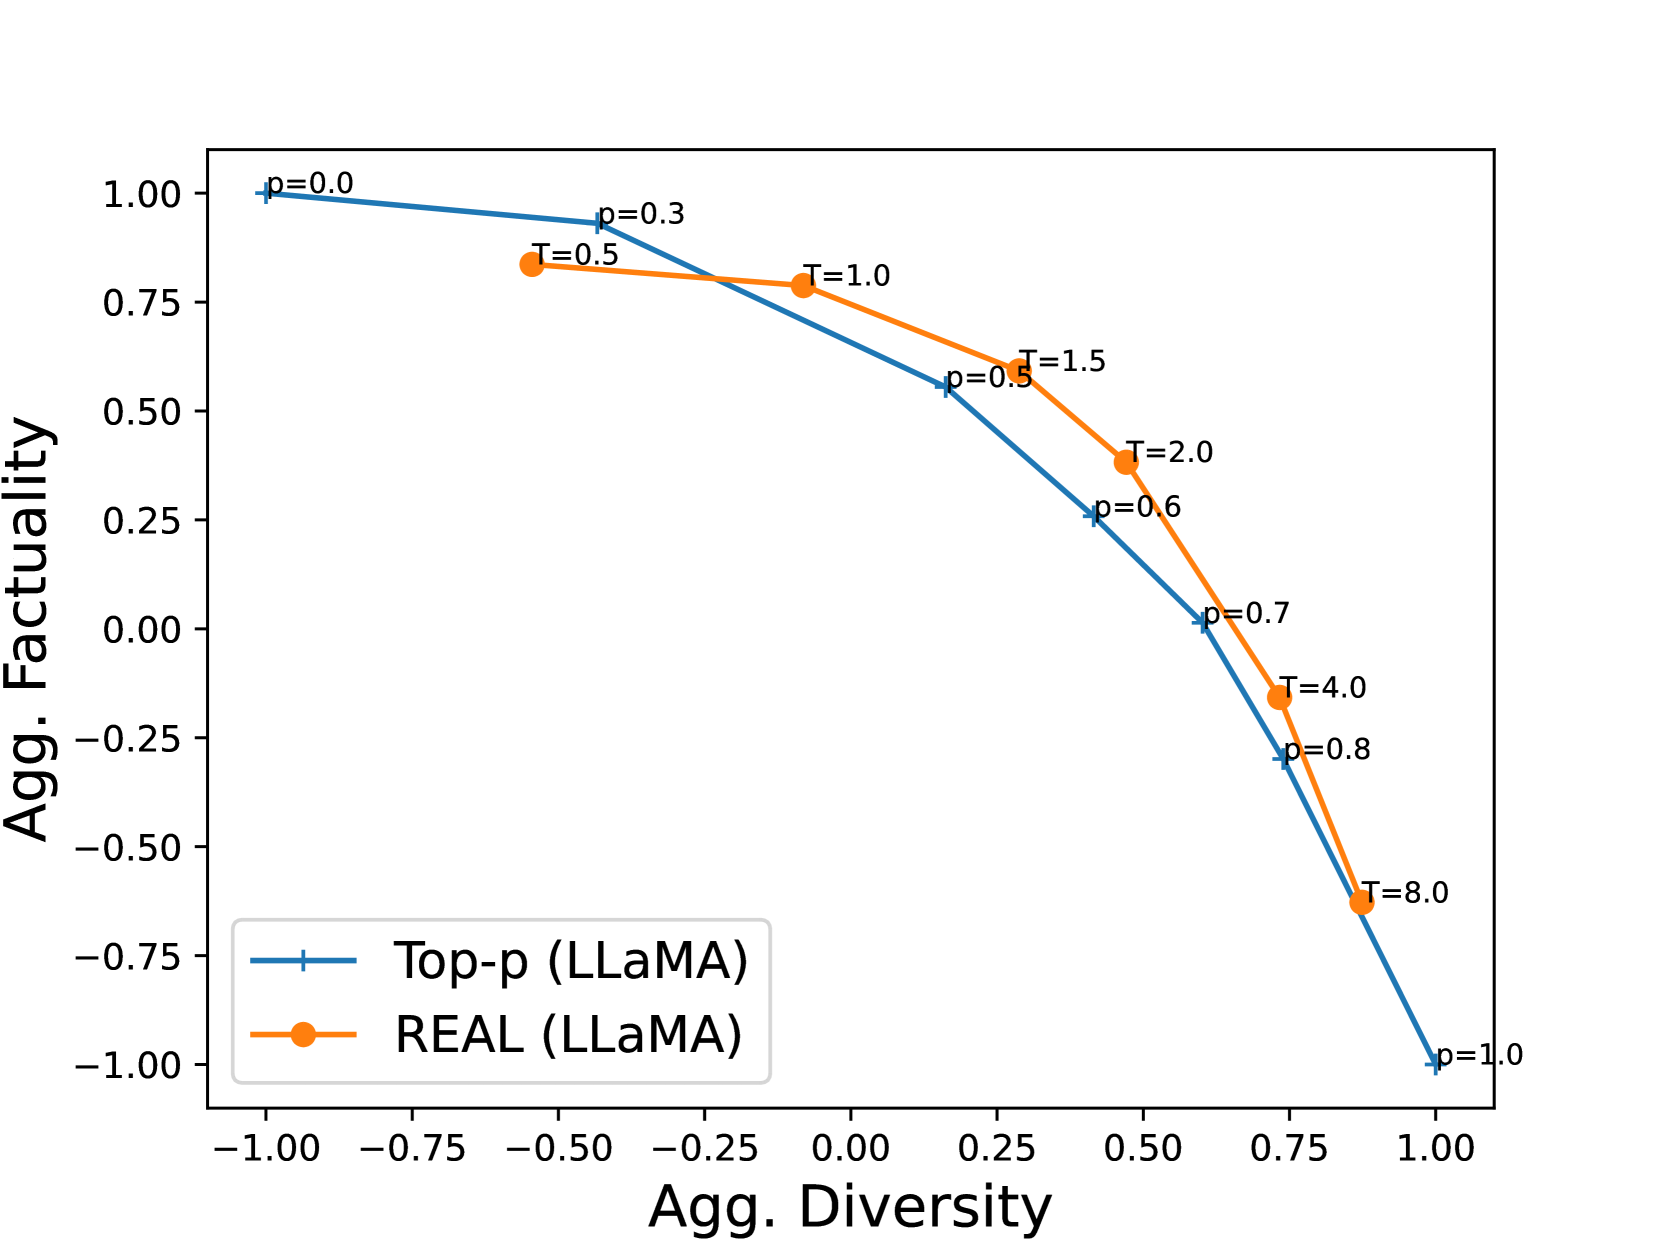 1.00
0.75
0.50
0.25
0.00
−0.25
−0.50
−0.75
−1.00
Agg. Factuality
p=0.0
p=0.3
T=0.5
T=1.0
T=1.5
p=0.5
T=2.0
p=0.6
p=0.7
T=4.0
p=0.8
T=8.0
p=1.0
Top-p (LLaMA)
REAL (LLaMA)
−1.00 −0.75 −0.50 −0.25 0.00 0.25 0.50 0.75 1.00
Agg. Diversity